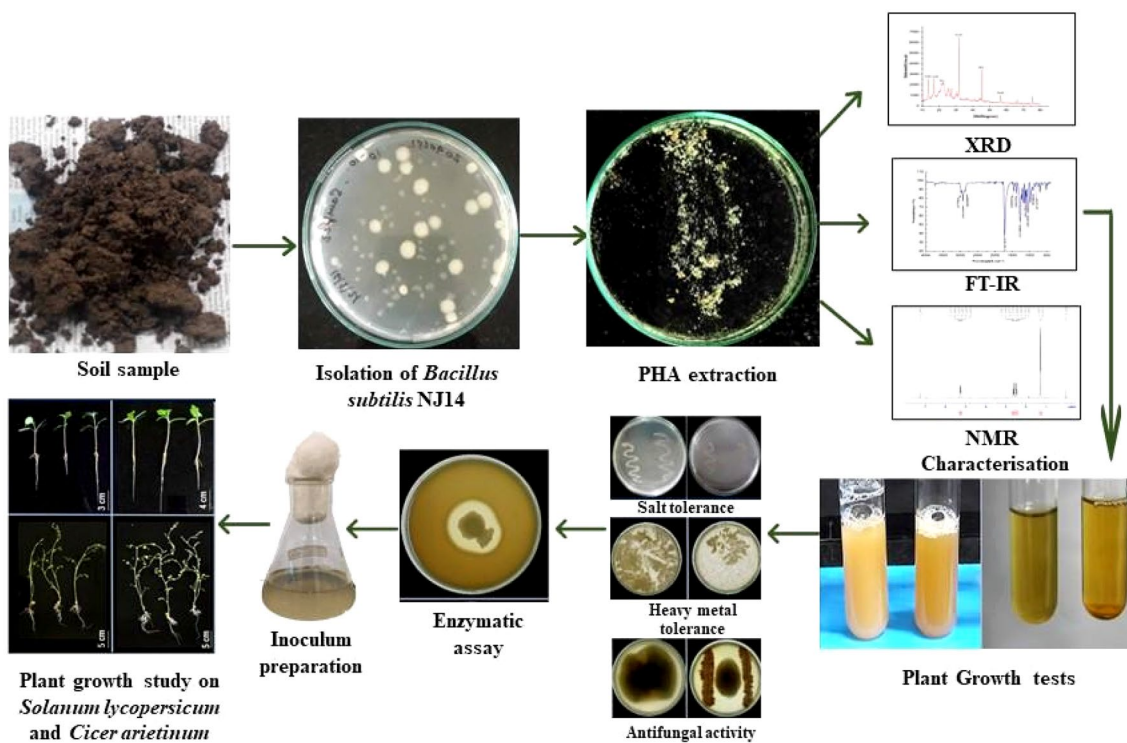 XRD
FT-IR
NMR
Characterisation
Soil sample
Isolation of Bacillus
subtilis NJ14
PHA extraction
Salt tolerance
Heavy metal
tolerance
Antifungal activity
Plant Growth tests
Enzymatic
assay
Inoculum
preparation
3 cm
4 cm
5 cm
5 cm
Plant growth study on
Solanum lycopersicum
and Cicer arietinum